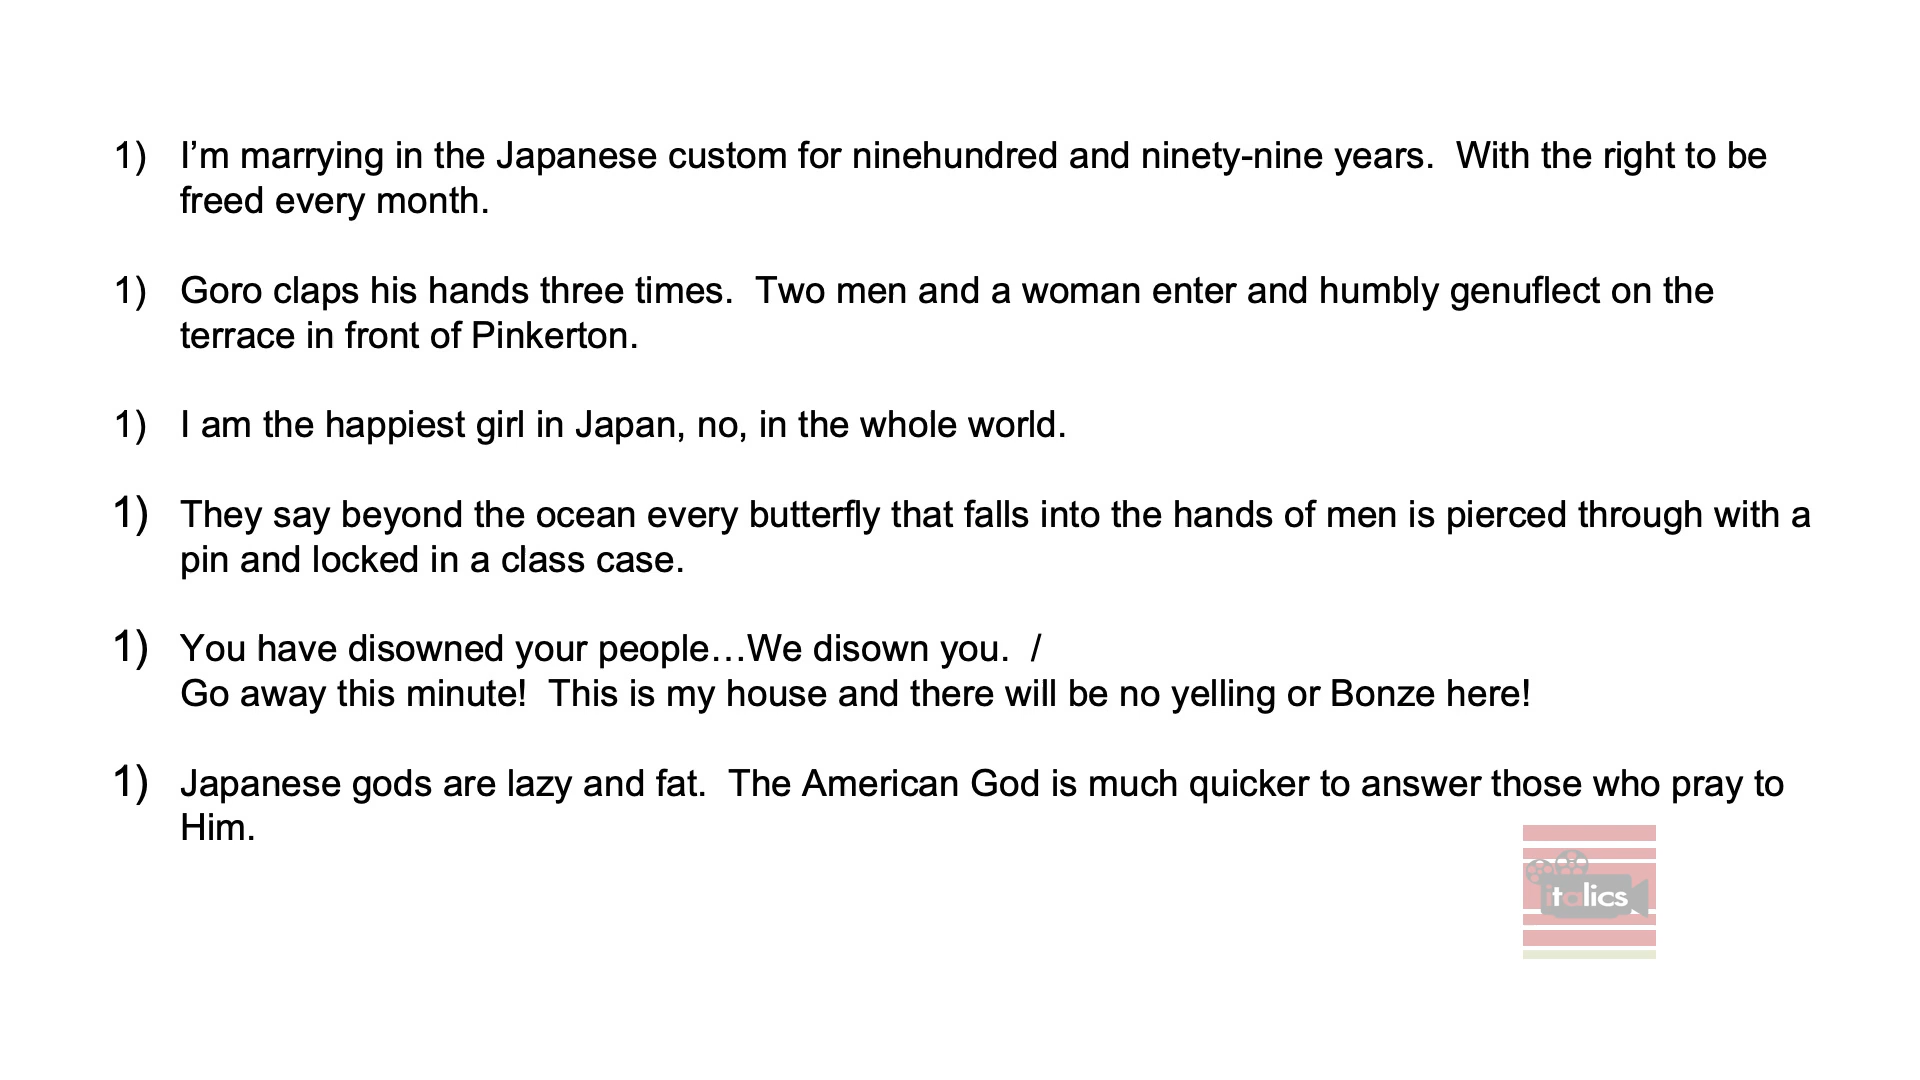 1) I’m marrying in the Japanese custom for ninehundred and ninety-nine years.  With the right to be
freed every month.
1) Goro claps his hands three times.  Two men and a woman enter and humbly genuflect on the
terrace in front of Pinkerton.
1) I am the happiest girl in Japan, no, in the whole world.
1) They say beyond the ocean every butterfly that falls into the hands of men is pierced through with a
pin and locked in a class case.
1) You have disowned your people…We disown you.  /
Go away this minute!  This is my house and there will be no yelling or Bonze here!
1) Japanese gods are lazy and fat.  The American God is much quicker to answer those who pray to
Him.
italics